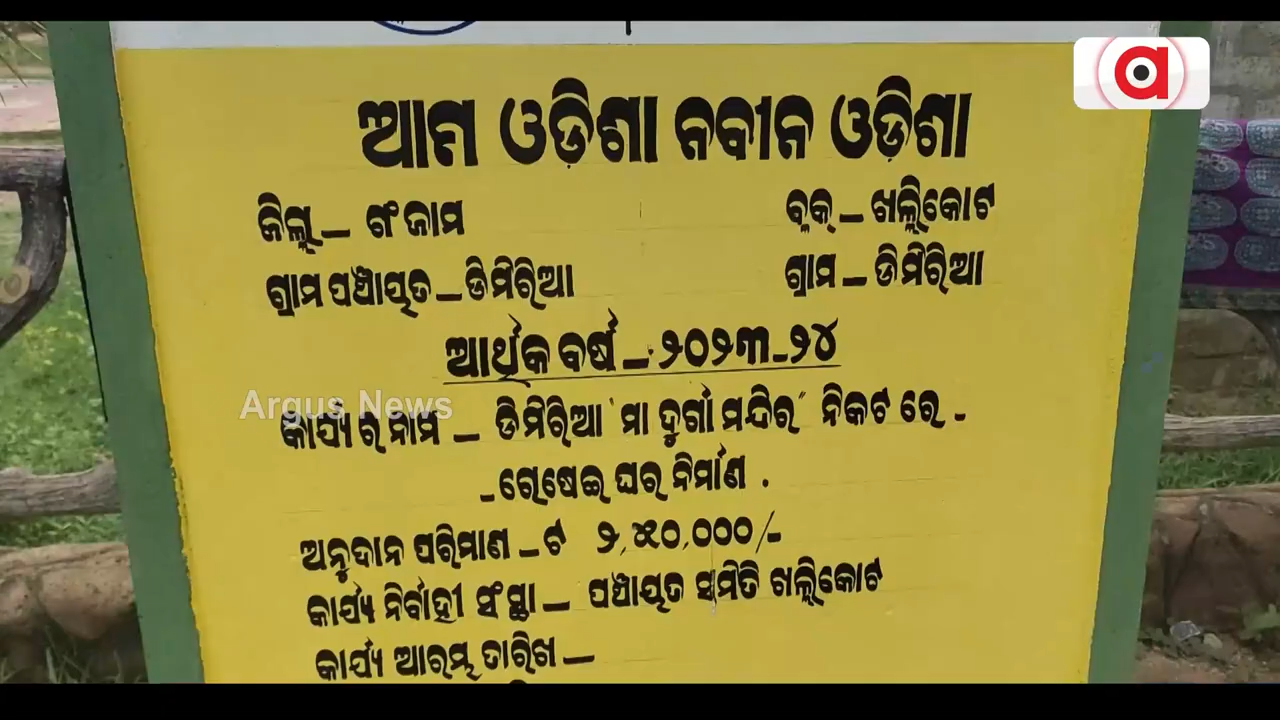 a
ଆମ ଓଡ଼ିଶା ନବୀନ ଓଡ଼ିଶା
ଜିଲ୍ଲା – ଗଂଜାମ ବ୍ଲକ୍ – ଖଲ୍ଲିକୋଟ
ଗ୍ରାମ ପଞ୍ଚାୟତ – ଡିମିରିଆ ଗ୍ରାମ – ଡିମିରିଆ
ଆର୍ଥିକ ବର୍ଷ – ୨୦୨୩-୨୪
Argus News
କାର୍ଯ୍ୟର ନାମ – ଡିମିରିଆ 'ମା ଦୁର୍ଗା ମନ୍ଦିର" ନିକଟ ରେ -
- ରୋଷେଇ ଘର ନିର୍ମାଣ .
ଅନୁଦାନ ପରିମାଣ – ଟ ୨,୫୦,୦୦୦/-
କାର୍ଯ୍ୟ ନିର୍ବାହୀ ସଂସ୍ଥା – ପଞ୍ଚାୟତ ସମିତି ଖଲ୍ଲିକୋଟ
କାର୍ଯ୍ୟ ଆରମ୍ଭ ତାରିଖ –